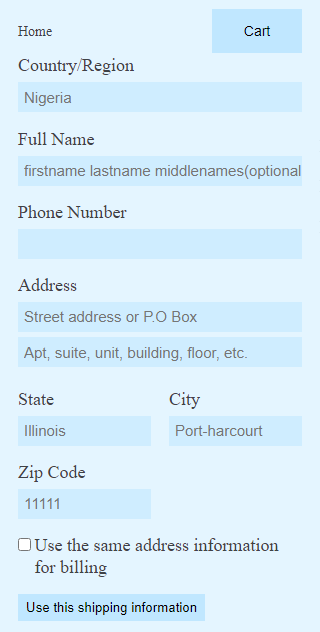 Home
Cart
Country/Region
Nigeria
Full Name
firstname lastname middlenames(optional
Phone Number
Address
Street address or P.O Box
Apt, suite, unit, building, floor, etc.
State
City
Illinois
Port-harcourt
Zip Code
11111
Use the same address information
for billing
Use this shipping information